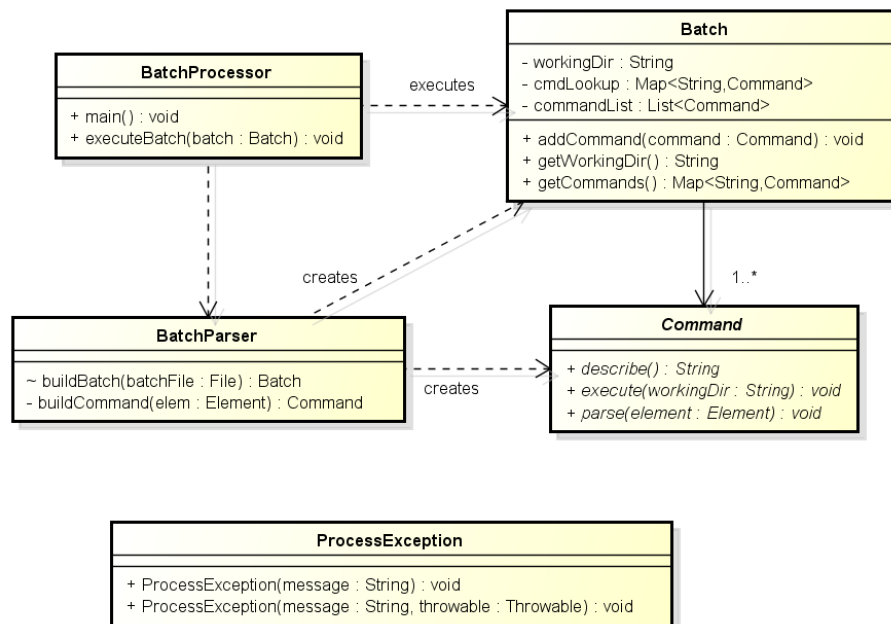 Batch
- workingDir : String
- cmdLookup : Map<String,Command>
- commandList : List<Command>
+ addCommand(command : Command) : void
+ getWorkingDir() : String
+ getCommands() : Map<String,Command>
BatchProcessor
+ main() : void
+ executeBatch(batch : Batch) : void
executes
creates
1..*
BatchParser
~ buildBatch(batchFile : File) : Batch
- buildCommand(elem : Element) : Command
creates
Command
+ describe() : String
+ execute(workingDir : String) : void
+ parse(element : Element) : void
ProcessException
+ ProcessException(message : String) : void
+ ProcessException(message : String, throwable : Throwable) : void